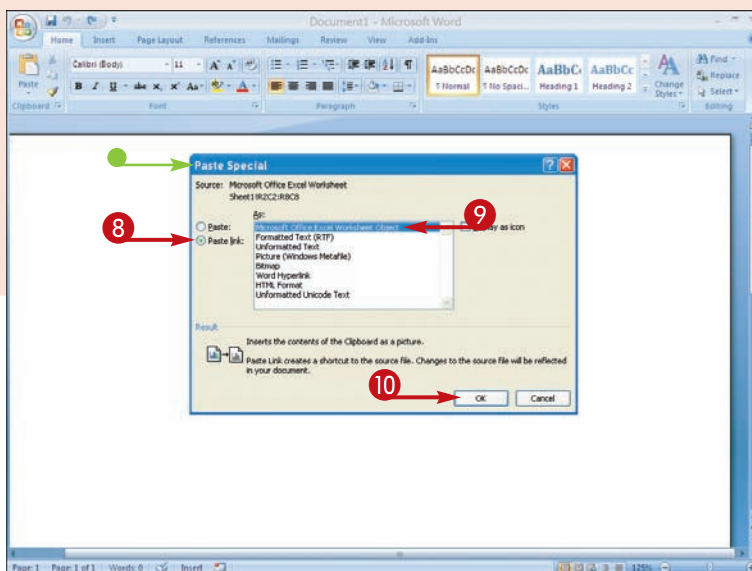 Document1 - Microsoft Word
Home Insert Page Layout References Mailings Review View Add-Ins
Paste
Calibri (Body) 11
B I U abc x, x' Aa A
AaBbCcDc AaBbCcDc AaBbC AaBbCc
¶ Normal ¶ No Spaci... Heading 1 Heading 2
Change Styles
Find
Replace
Select
Clipboard Font Paragraph Styles Editing
Paste Special
Source: Microsoft Office Excel Worksheet
Sheet1!R2C2:R8C8
As:
8 Paste:
Paste link:
Microsoft Office Excel Worksheet Object 9
as icon
Formatted Text (RTF)
Unformatted Text
Picture (Windows Metafile)
Bitmap
Word Hyperlink
HTML Format
Unformatted Unicode Text
Result
Inserts the contents of the Clipboard as a picture.
Paste Link creates a shortcut to the source file. Changes to the source file will be reflected
in your document.
10
OK Cancel
Page: 1 Page: 1 of 1 Words: 0 Insert 125%